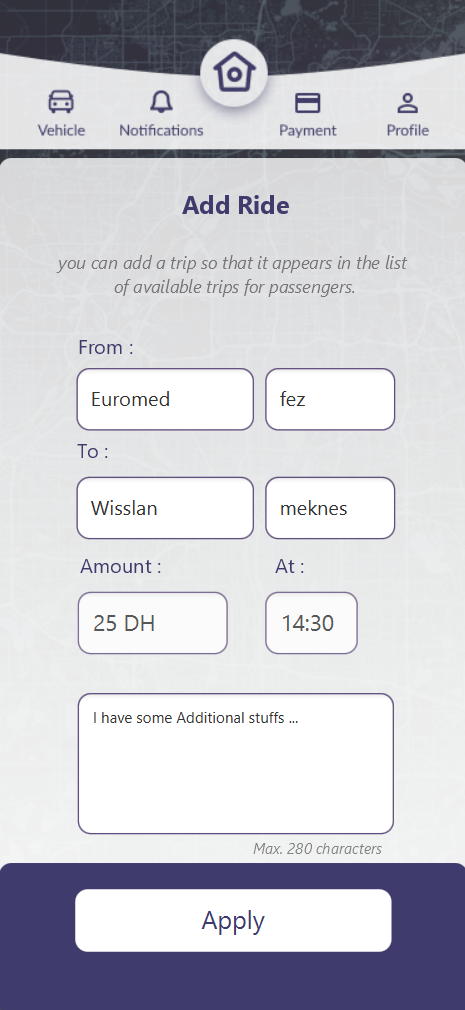 Vehicle Notifications Payment Profile
Add Ride
you can add a trip so that it appears in the list
of available trips for passengers.
From :
Euromed fez
To :
Wisslan meknes
Amount : At :
25 DH 14:30
I have some Additional stuffs ...
Max. 280 characters
Apply